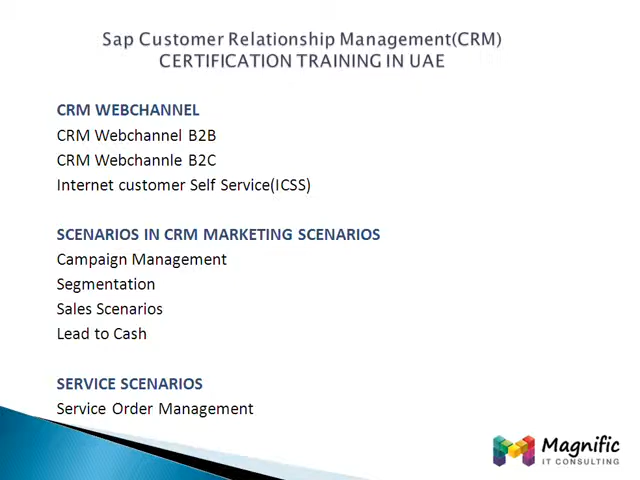 Sap Customer Relationship Management(CRM)
CERTIFICATION TRAINING IN UAE
CRM WEBCHANNEL
CRM Webchannel B2B
CRM Webchannle B2C
Internet customer Self Service(ICSS)
SCENARIOS IN CRM MARKETING SCENARIOS
Campaign Management
Segmentation
Sales Scenarios
Lead to Cash
SERVICE SCENARIOS
Service Order Management
Magnific
IT CONSULTING